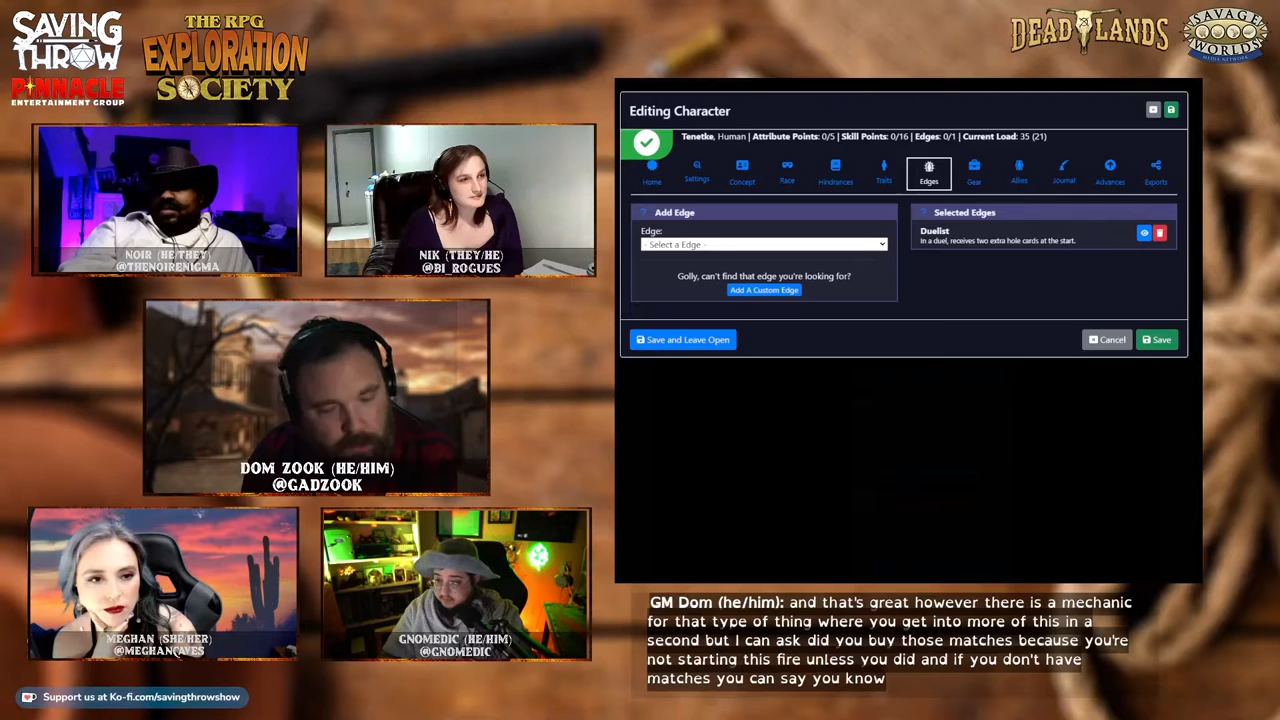 SAVING
THROW
PINNACLE
ENTERTAINMENT GROUP
THE RPG
EXPLORATION
SOCIETY
DEADLANDS
SAVAGE
WORLDS
MEDIA NETWORK
NOIR (HE/THEY)
@THENOIRENIGMA
NIK (THEY/HE)
@BI_ROGUES
DOM ZOOK (HE/HIM)
@GADZOOK
MEGHAN (SHE/HER)
@MEGHANCAVES
GNOMEDIC (HE/HIM)
@GNOMEDIC
Support us at Ko-fi.com/savingthrowshow
Editing Character
Tenetke, Human | Attribute Points: 0/5 | Skill Points: 0/16 | Edges: 0/1 | Current Load: 35 (21)
Home Settings Concept Race Hindrances Traits Edges Gear Allies Journal Advances Exports
Add Edge
Edge:
- Select a Edge -
Golly, can't find that edge you're looking for?
Add A Custom Edge
Selected Edges
Duelist
In a duel, receives two extra hole cards at the start.
Save and Leave Open
Cancel
Save
GM Dom (he/him): and that's great however there is a mechanic
for that type of thing where you get into more of this in a
second but I can ask did you buy those matches because you're
not starting this fire unless you did and if you don't have
matches you can say you know